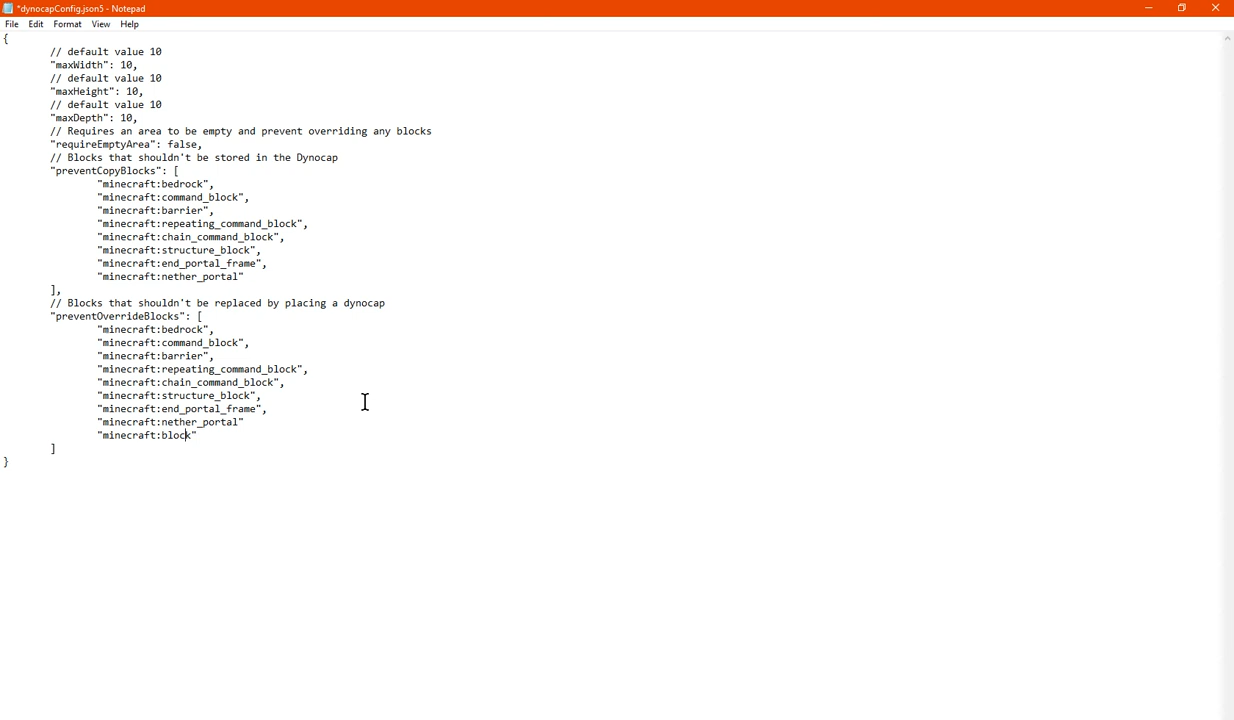 *dynocapConfig.json5 - Notepad
File Edit Format View Help
{
	// default value 10
	"maxWidth": 10,
	// default value 10
	"maxHeight": 10,
	// default value 10
	"maxDepth": 10,
	// Requires an area to be empty and prevent overriding any blocks
	"requireEmptyArea": false,
	// Blocks that shouldn't be stored in the Dynocap
	"preventCopyBlocks": [
		"minecraft:bedrock",
		"minecraft:command_block",
		"minecraft:barrier",
		"minecraft:repeating_command_block",
		"minecraft:chain_command_block",
		"minecraft:structure_block",
		"minecraft:end_portal_frame",
		"minecraft:nether_portal"
	],
	// Blocks that shouldn't be replaced by placing a dynocap
	"preventOverrideBlocks": [
		"minecraft:bedrock",
		"minecraft:command_block",
		"minecraft:barrier",
		"minecraft:repeating_command_block",
		"minecraft:chain_command_block",
		"minecraft:structure_block",
		"minecraft:end_portal_frame",
		"minecraft:nether_portal"
		"minecraft:block"
	]
}